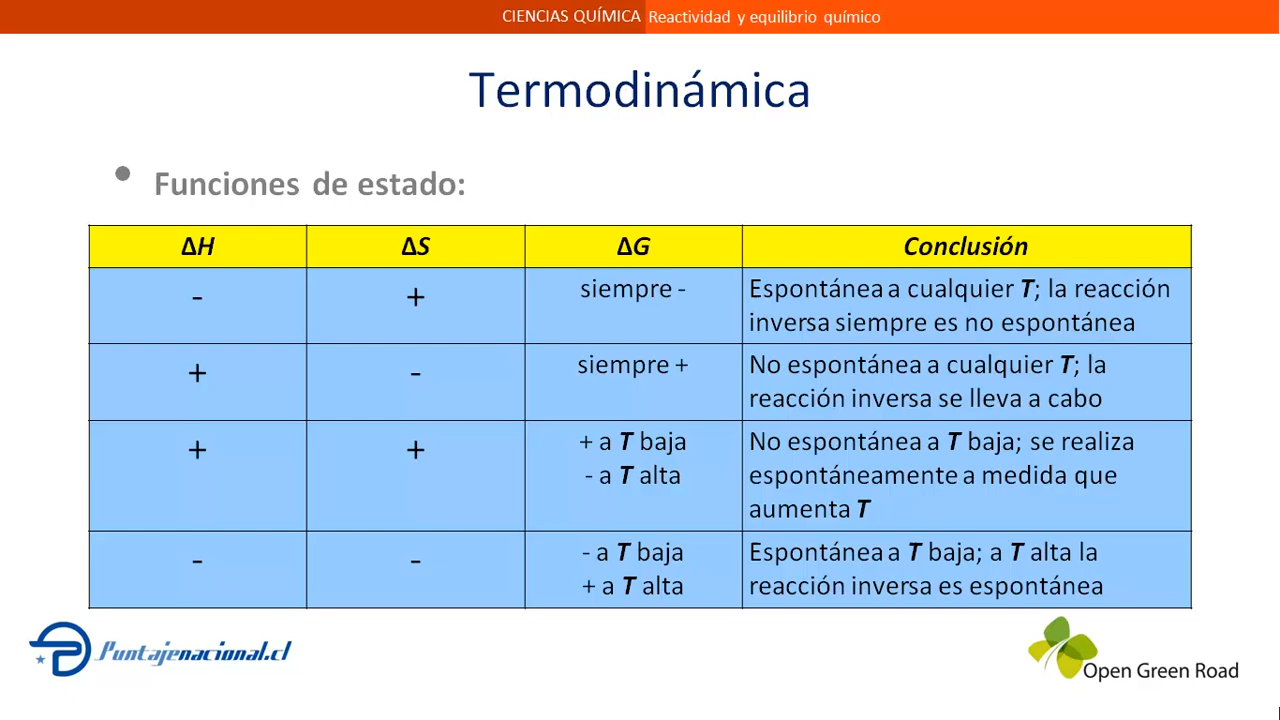 CIENCIAS QUÍMICA Reactividad y equilibrio químico
Termodinámica
• Funciones de estado:
ΔH ΔS ΔG Conclusión
- + siempre - Espontánea a cualquier T; la reacción
inversa siempre es no espontánea
+ - siempre + No espontánea a cualquier T; la
reacción inversa se lleva a cabo
+ + + a T baja No espontánea a T baja; se realiza
- a T alta espontáneamente a medida que
aumenta T
- - - a T baja Espontánea a T baja; a T alta la
+ a T alta reacción inversa es espontánea
Puntajenacional.cl
Open Green Road